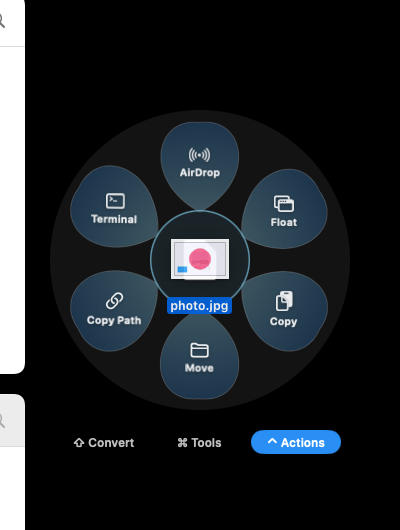 AirDrop
Terminal
Float
photo.jpg
Copy Path
Copy
Move
⇧ Convert
⌘ Tools
⌃ Actions